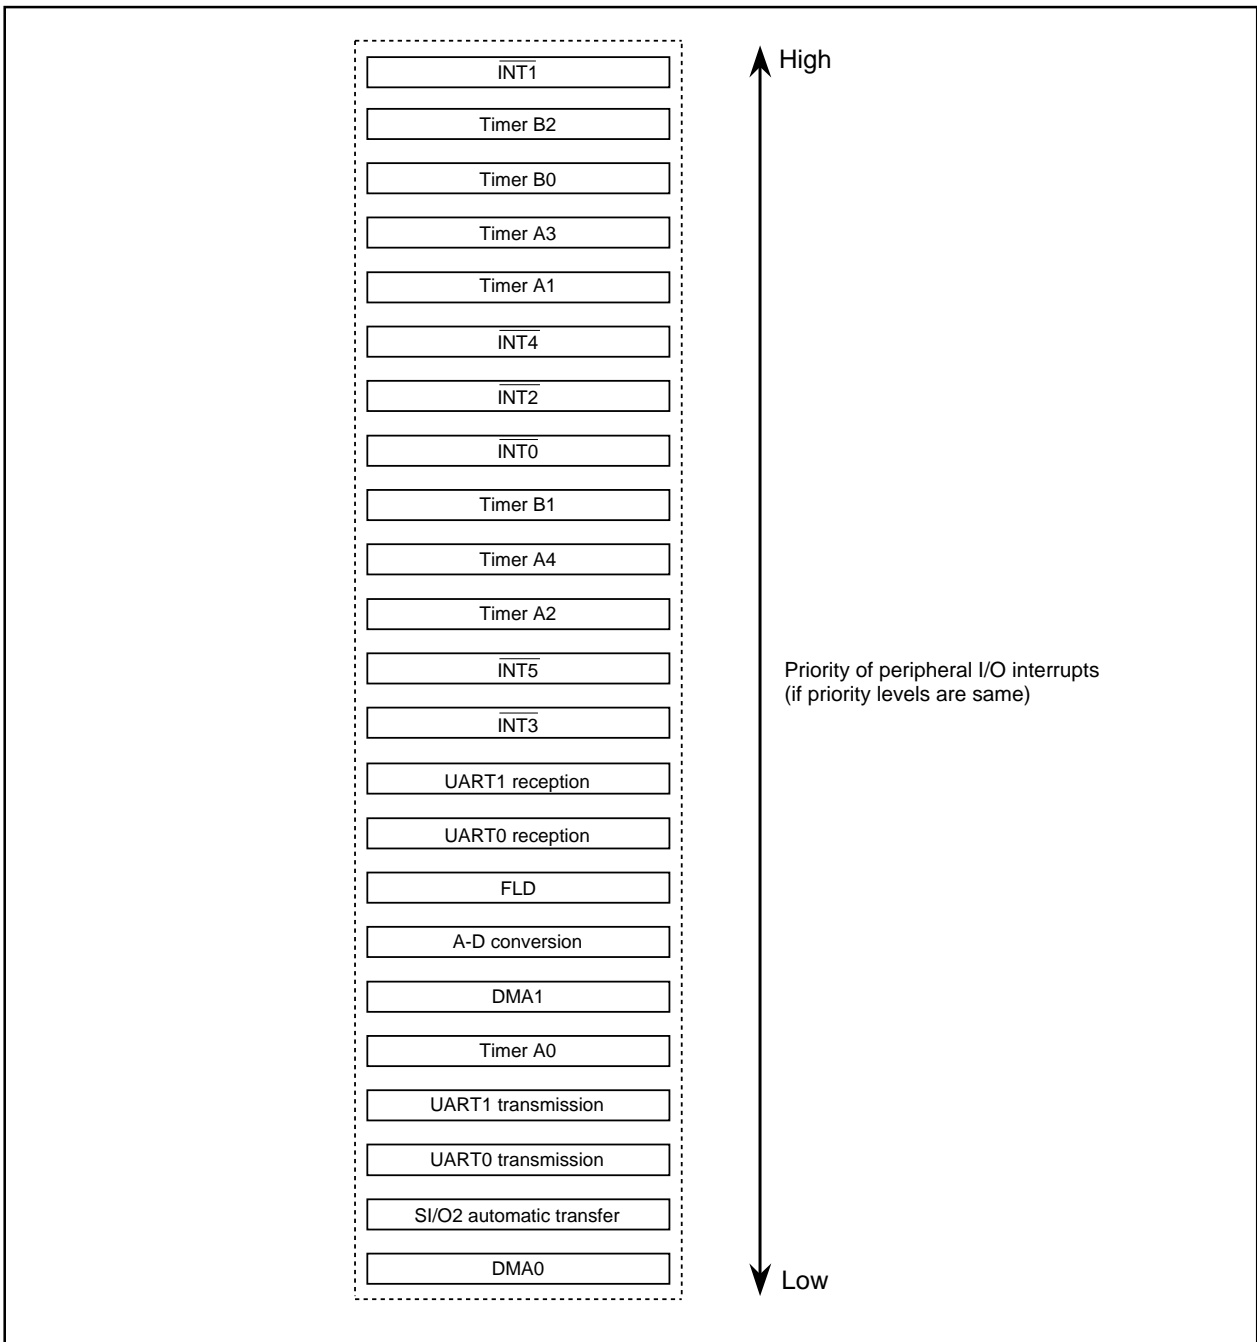 INT1
High
Timer B2
Timer B0
Timer A3
Timer A1
INT4
INT2
INT0
Timer B1
Timer A4
Timer A2
INT5
Priority of peripheral I/O interrupts
(if priority levels are same)
INT3
UART1 reception
UART0 reception
FLD
A-D conversion
DMA1
Timer A0
UART1 transmission
UART0 transmission
SI/O2 automatic transfer
DMA0
Low